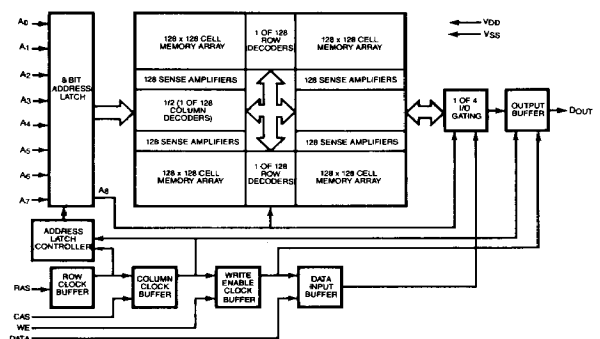 A0
A1
A2
A3
A4
A5
A6
A7
8 BIT
ADDRESS
LATCH
128 x 128 CELL
MEMORY ARRAY
1 OF 128
ROW
DECODERS
128 x 128 CELL
MEMORY ARRAY
128 SENSE AMPLIFIERS
128 SENSE AMPLIFIERS
1/2 (1 OF 128
COLUMN
DECODERS)
128 SENSE AMPLIFIERS
128 SENSE AMPLIFIERS
128 x 128 CELL
MEMORY ARRAY
1 OF 128
ROW
DECODERS
128 x 128 CELL
MEMORY ARRAY
VDD
VSS
1 OF 4
I/O
GATING
OUTPUT
BUFFER
DOUT
A8
ADDRESS
LATCH
CONTROLLER
RAS
ROW
CLOCK
BUFFER
COLUMN
CLOCK
BUFFER
WRITE
ENABLE
CLOCK
BUFFER
DATA
INPUT
BUFFER
CAS
WE
DATA